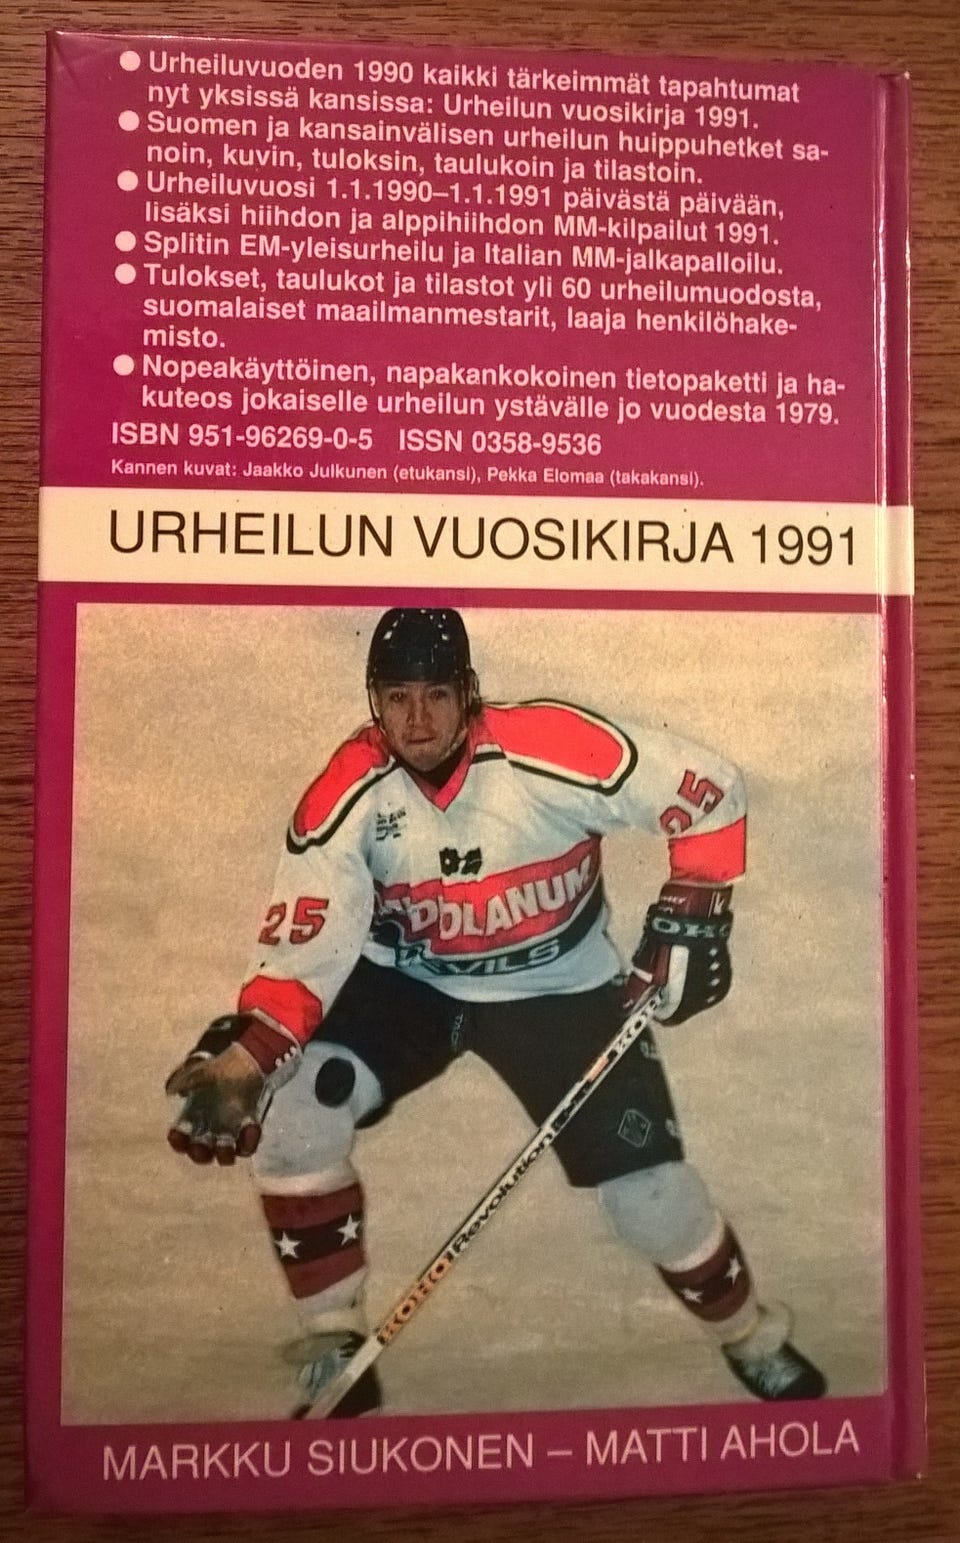 ● Urheiluvuoden 1990 kaikki tärkeimmät tapahtumat
nyt yksissä kansissa: Urheilun vuosikirja 1991.
● Suomen ja kansainvälisen urheilun huippuhetket sa-
noin, kuvin, tuloksin, taulukoin ja tilastoin.
● Urheiluvuosi 1.1.1990–1.1.1991 päivästä päivään,
lisäksi hiihdon ja alppihiihdon MM-kilpailut 1991.
● Splitin EM-yleisurheilu ja Italian MM-jalkapalloilu.
● Tulokset, taulukot ja tilastot yli 60 urheilumuodosta,
suomalaiset maailmanmestarit, laaja henkilöhake-
misto.
● Nopeakäyttöinen, napakankokoinen tietopaketti ja ha-
kuteos jokaiselle urheilun ystävälle jo vuodesta 1979.
ISBN 951-96269-0-5 ISSN 0358-9536
Kannen kuvat: Jaakko Julkunen (etukansi), Pekka Elomaa (takakansi).
URHEILUN VUOSIKIRJA 1991
25
25
KOHO
KOHO Revolution
KOH
MARKKU SIUKONEN – MATTI AHOLA